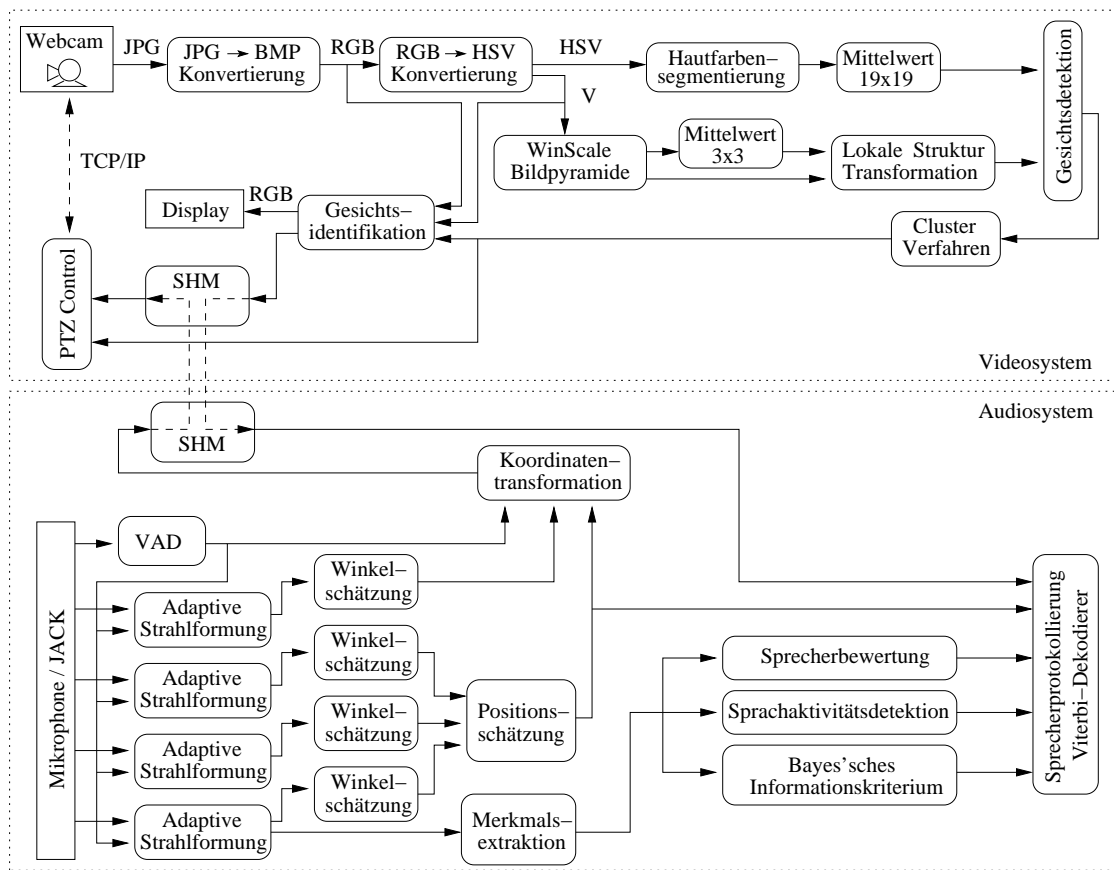 Webcam
JPG
JPG → BMP
Konvertierung
RGB
RGB → HSV
Konvertierung
HSV
V
Hautfarben–
segmentierung
Mittelwert
19x19
Gesichtsdetektion
TCP/IP
WinScale
Bildpyramide
Mittelwert
3x3
Lokale Struktur
Transformation
Display
RGB
Gesichts–
identifikation
Cluster
Verfahren
PTZ Control
SHM
Videosystem
Audiosystem
SHM
Koordinaten–
transformation
Mikrophone / JACK
VAD
Adaptive
Strahlformung
Winkel–
schätzung
Adaptive
Strahlformung
Winkel–
schätzung
Adaptive
Strahlformung
Winkel–
schätzung
Adaptive
Strahlformung
Winkel–
schätzung
Positions–
schätzung
Merkmals–
extraktion
Sprecherbewertung
Sprachaktivitätsdetektion
Bayes'sches
Informationskriterium
Sprecherprotokollierung
Viterbi–Dekodierer